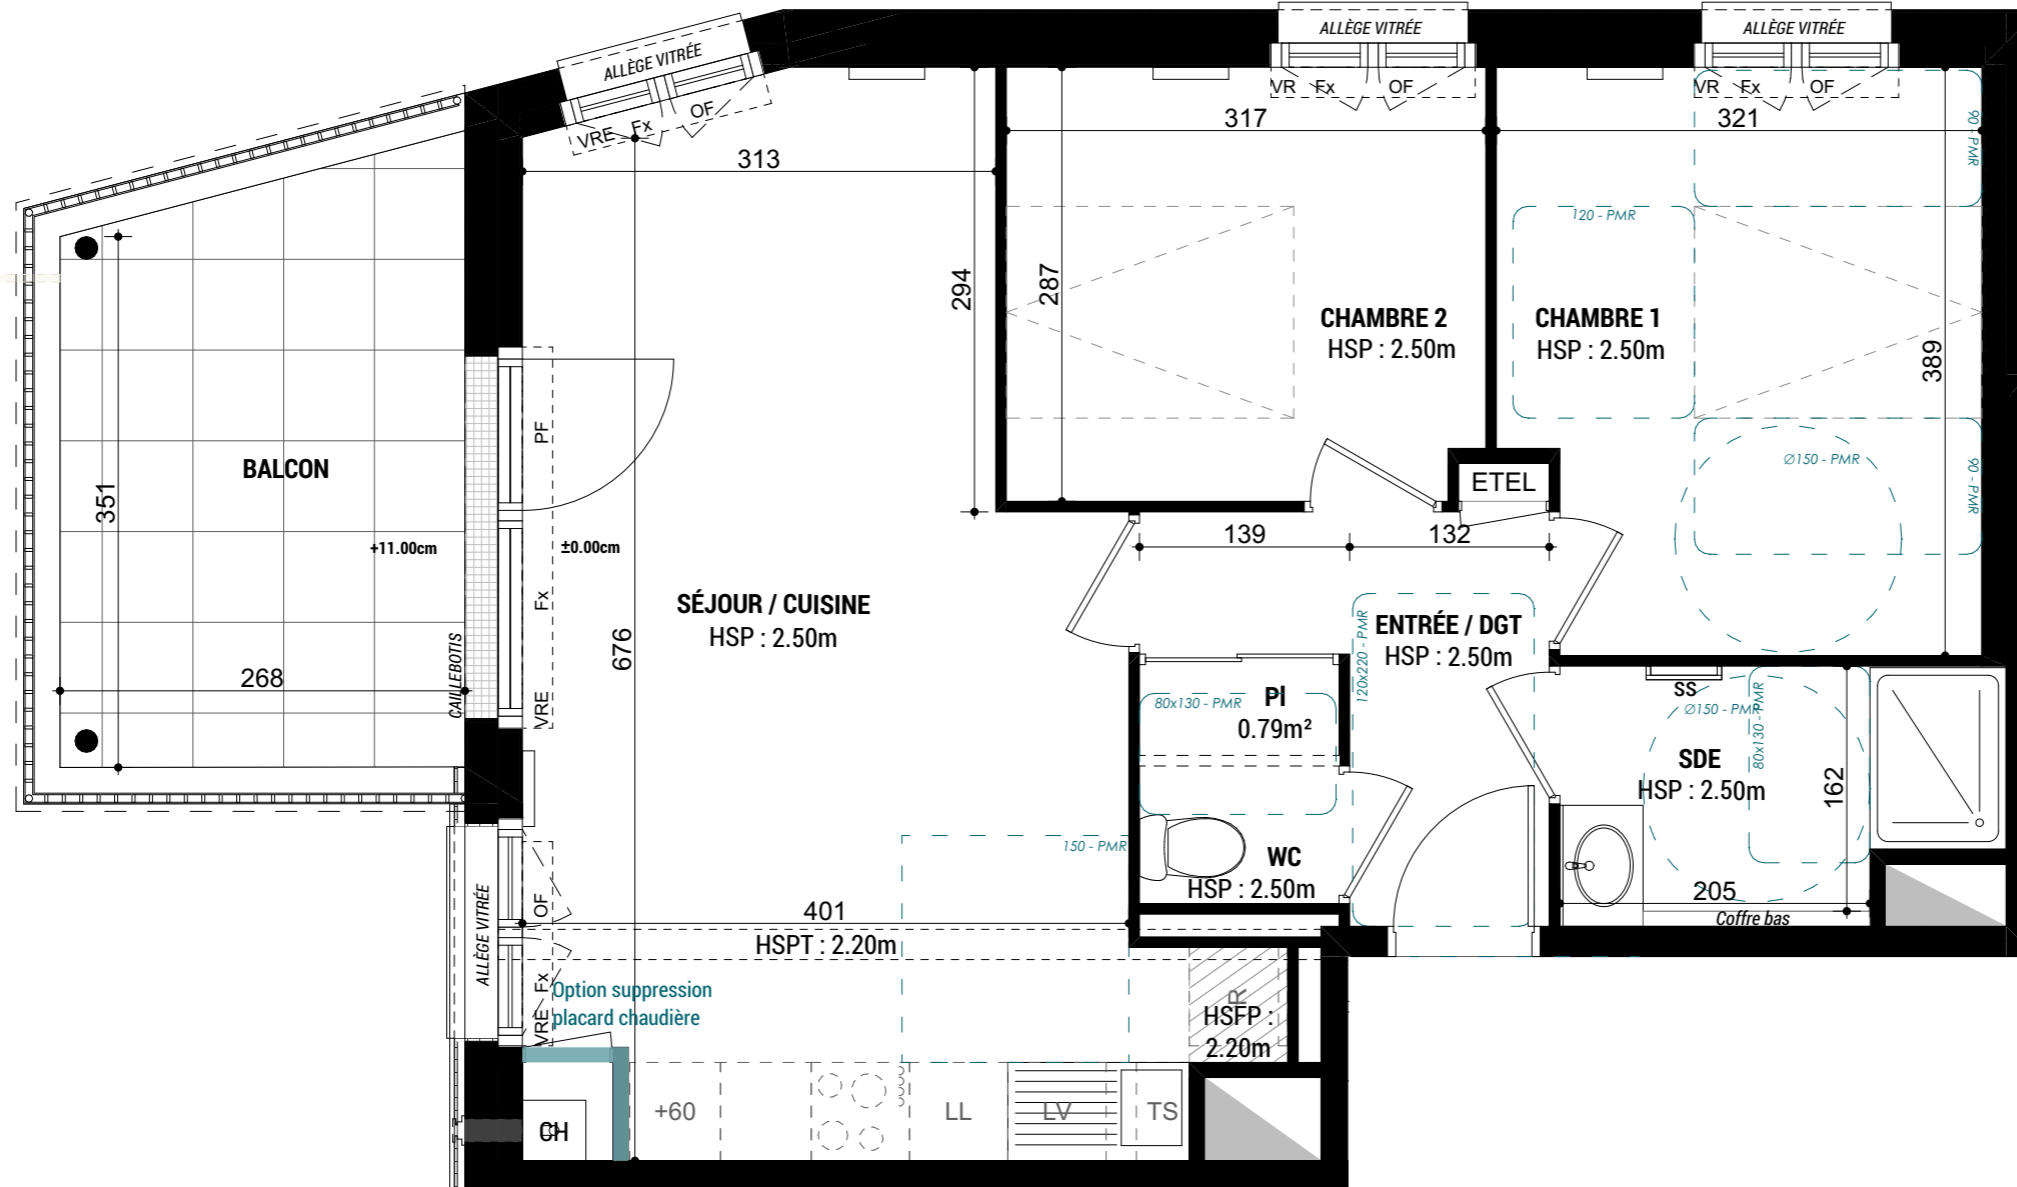 ALLÈGE VITRÉE
ALLÈGE VITRÉE
ALLÈGE VITRÉE
VRE Fx OF
VR Fx OF
VR Fx OF
313
317
321
90 - PMR
120 - PMR
294
287
389
CHAMBRE 2
HSP : 2.50m
CHAMBRE 1
HSP : 2.50m
PF
BALCON
351
Ø150 - PMR
90 - PMR
ETEL
+11.00cm
±0.00cm
139
132
Fx
SÉJOUR / CUISINE
HSP : 2.50m
676
ENTRÉE / DGT
HSP : 2.50m
120x220 - PMR
268
CAILLEBOTIS
VRE
80x130 - PMR
Pl
0.79m²
SS
Ø150 - PMR
80x130 - PMR
SDE
HSP : 2.50m
162
150 - PMR
WC
HSP : 2.50m
205
Coffre bas
ALLÈGE VITRÉE
OF
401
HSPT : 2.20m
Fx
VRE
Option suppression
placard chaudière
R
HSFP :
2.20m
CH
+60
LL
LV
TS